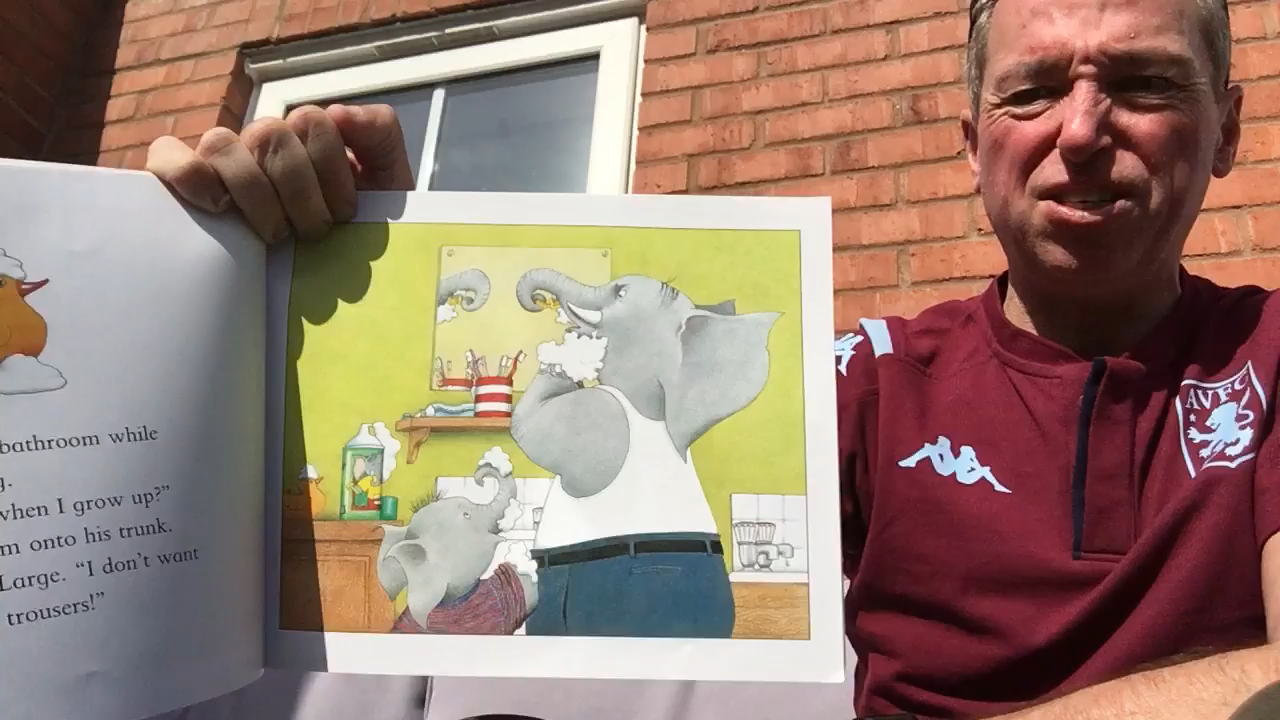 bathroom while
g.
when I grow up?”
m onto his trunk.
Large. “I don’t want
trousers!”
AVFC